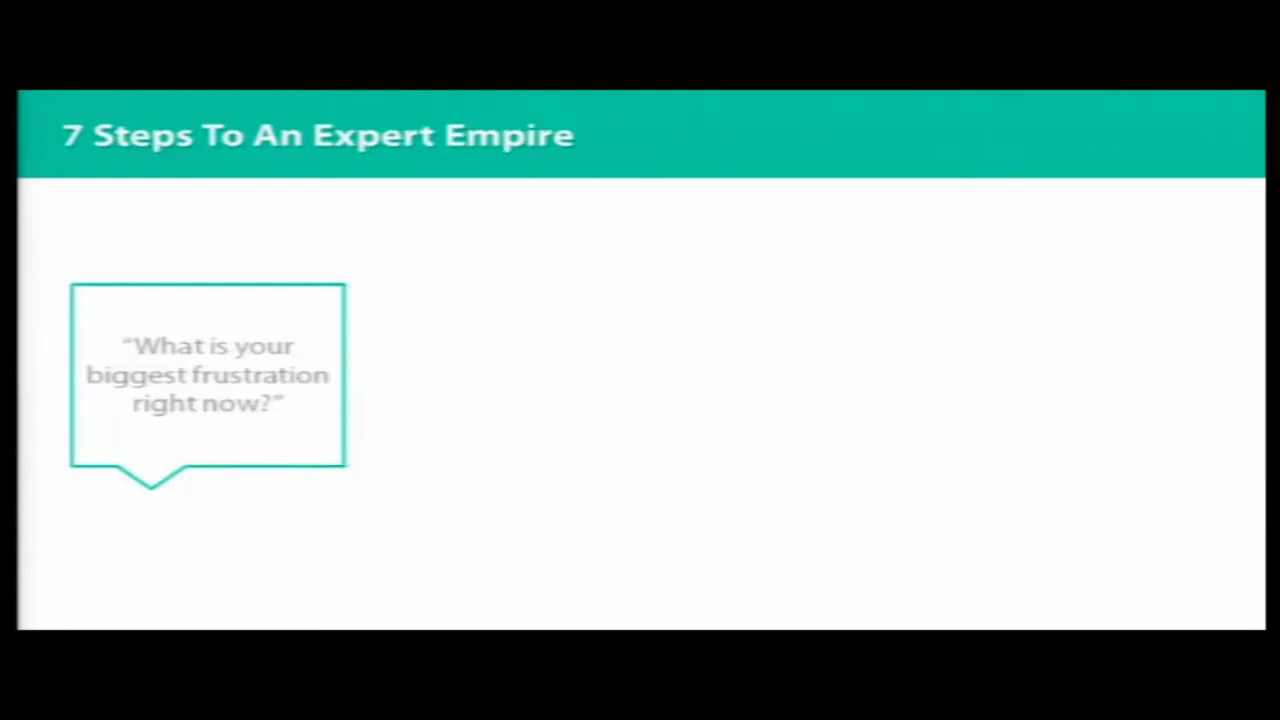 7 Steps To An Expert Empire
“What is your
biggest frustration
right now?”